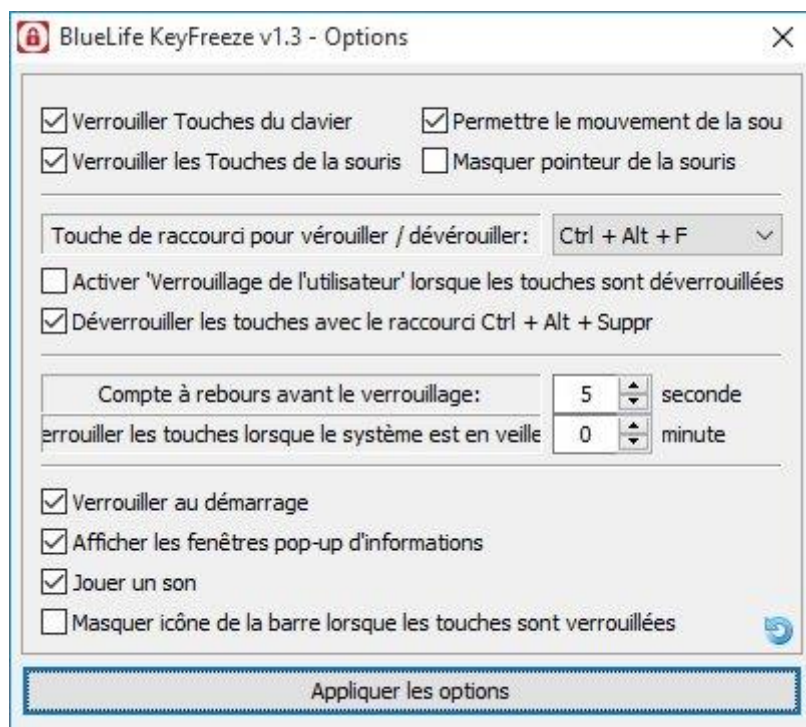 BlueLife KeyFreeze v1.3 - Options
Verrouiller Touches du clavier
Permettre le mouvement de la sou
Verrouiller les Touches de la souris
Masquer pointeur de la souris
Touche de raccourci pour vérouiller / dévérouiller:
Ctrl + Alt + F
Activer 'Verrouillage de l'utilisateur' lorsque les touches sont déverrouillées
Déverrouiller les touches avec le raccourci Ctrl + Alt + Suppr
Compte à rebours avant le verrouillage:
5
seconde
errouiller les touches lorsque le système est en veille
0
minute
Verrouiller au démarrage
Afficher les fenêtres pop-up d'informations
Jouer un son
Masquer icône de la barre lorsque les touches sont verrouillées
Appliquer les options